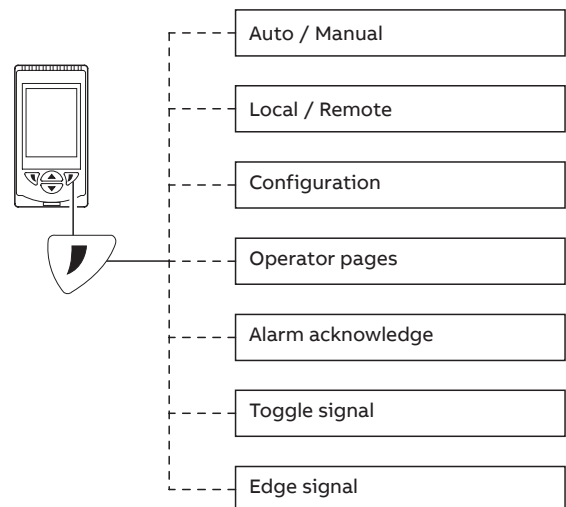 Auto / Manual
Local / Remote
Configuration
Operator pages
Alarm acknowledge
Toggle signal
Edge signal